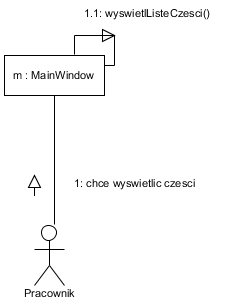 1.1: wyswietlListeCzesci()
m : MainWindow
1: chce wyswietlic czesci
Pracownik